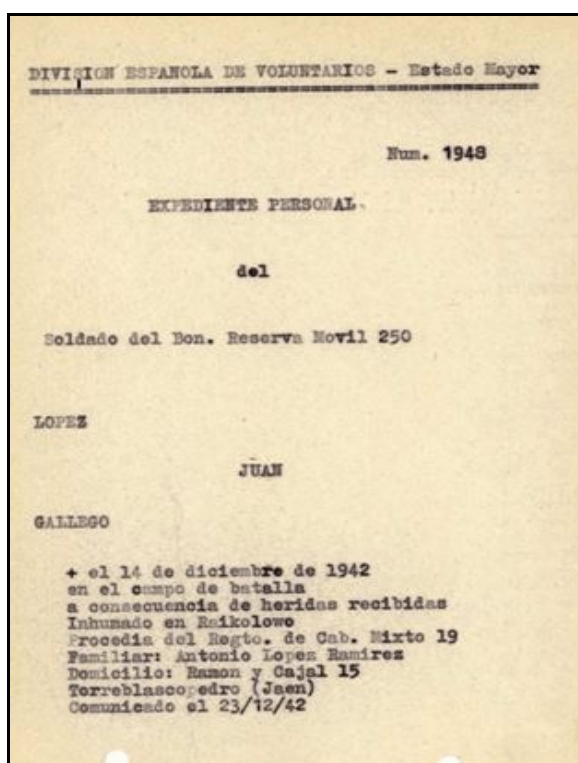 DIVISION ESPAÑOLA DE VOLUNTARIOS - Estado Mayor
Num. 1948
EXPEDIENTE PERSONAL.
del
Soldado del Bon. Reserva Movil 250
LOPEZ
JUAN
GALLEGO
+ el 14 de diciembre de 1942
en el campo de batalla
a consecuencia de heridas recibidas
Inhumado en Raikolowo
Procedia del Regto. de Cab. Mixto 19
Familiar: Antonio Lopez Ramirez
Domicilio: Ramon y Cajal 15
Torreblascopedro (Jaen)
Comunicado el 23/12/42